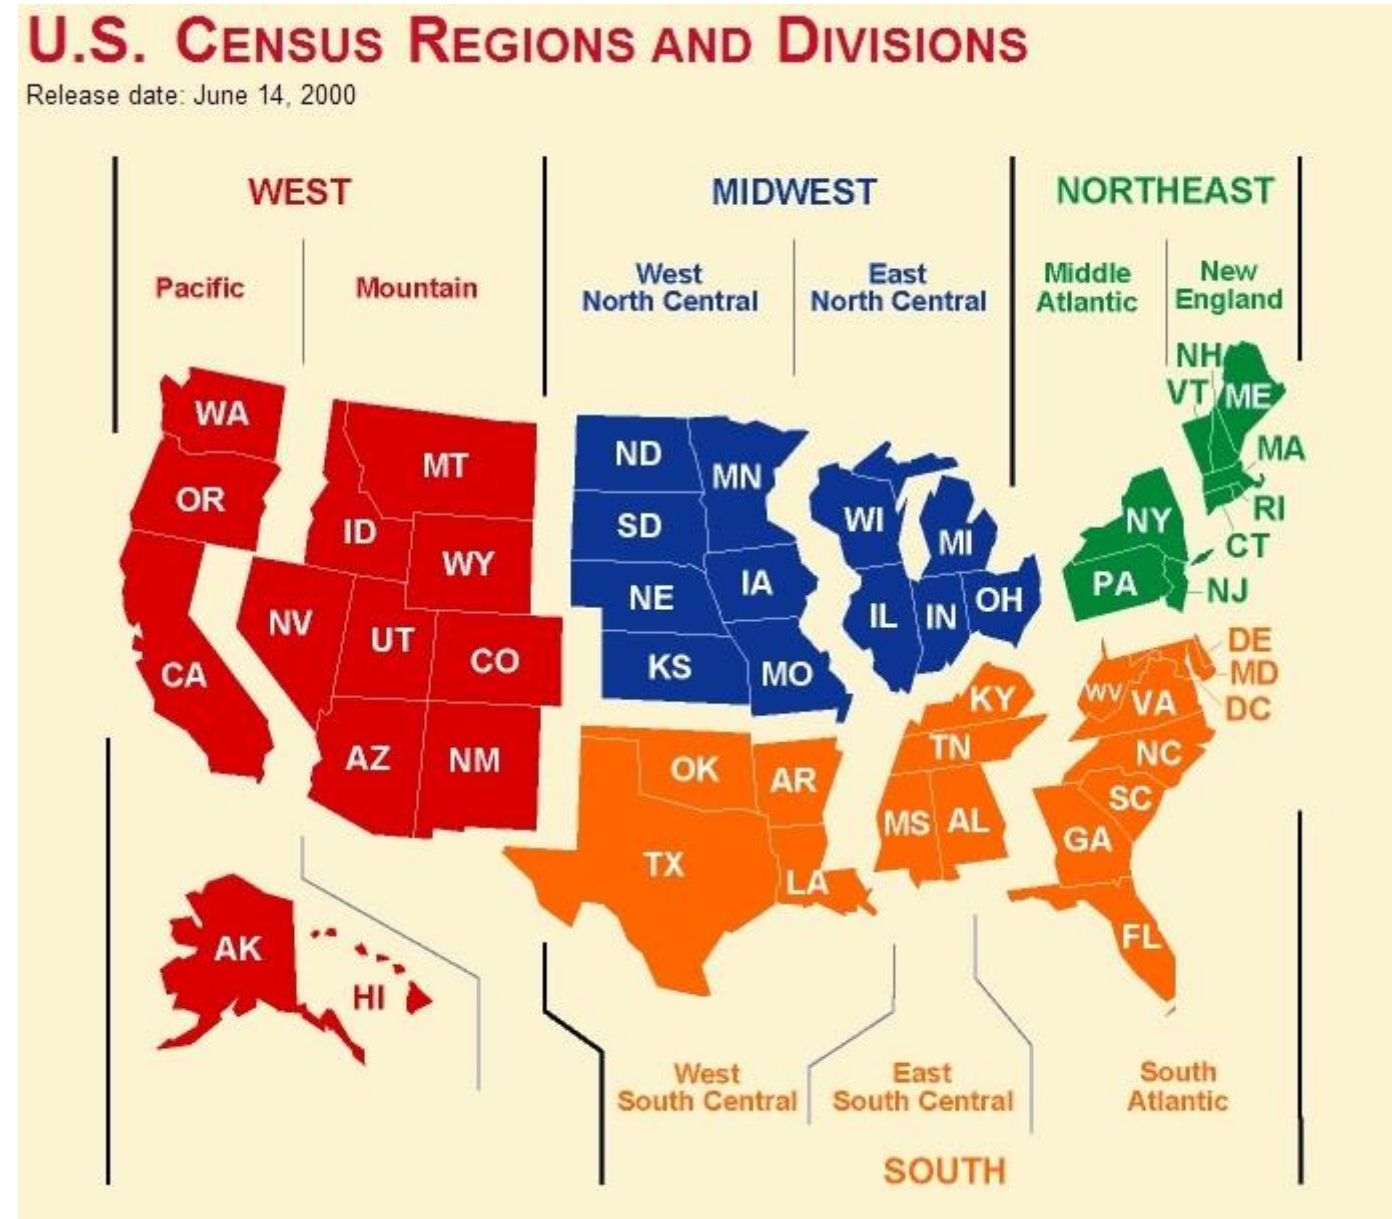 U.S. CENSUS REGIONS AND DIVISIONS
Release date: June 14, 2000
WEST
MIDWEST
NORTHEAST
Pacific
Mountain
West
North Central
East
North Central
Middle
Atlantic
New
England
WA
OR
CA
MT
ID
WY
NV
UT
CO
AZ
NM
AK
HI
ND
MN
SD
NE
IA
KS
MO
WI
MI
IL
IN
OH
NH
VT
ME
MA
RI
CT
NY
PA
NJ
DE
MD
DC
WV
VA
NC
SC
GA
FL
KY
TN
MS
AL
OK
AR
TX
LA
West
South Central
East
South Central
South
Atlantic
SOUTH